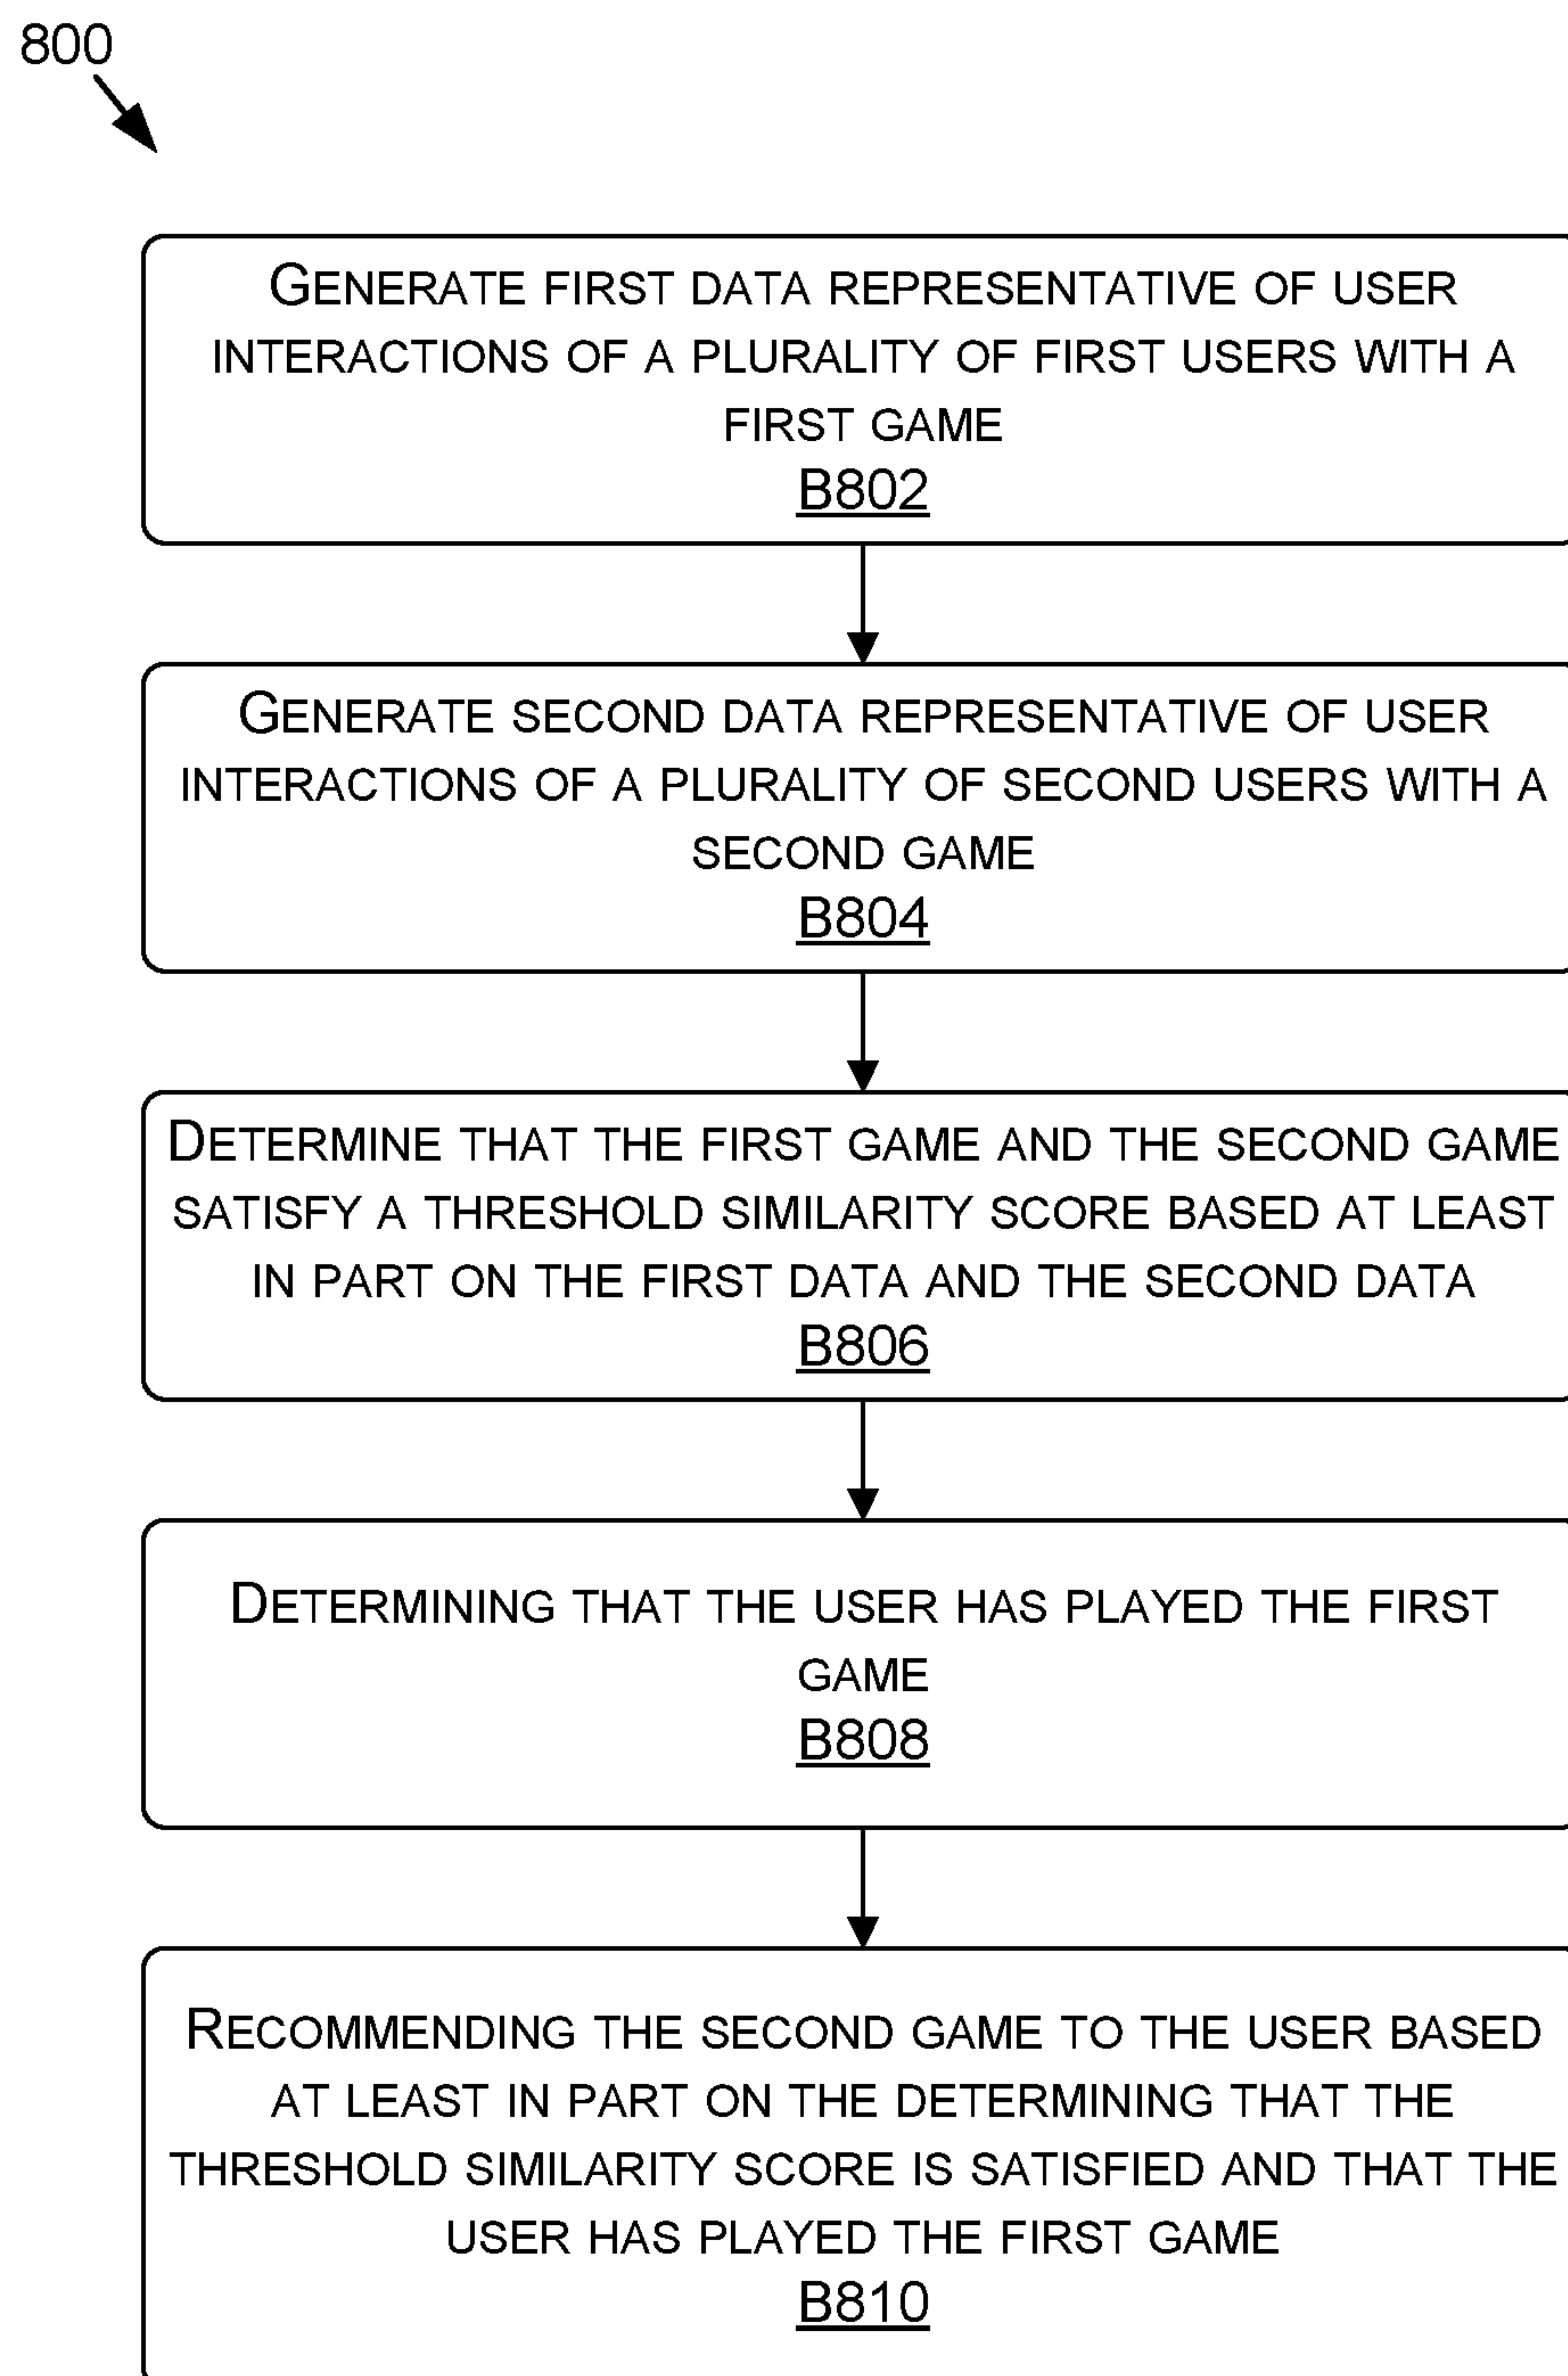 800
GENERATE FIRST DATA REPRESENTATIVE OF USER
INTERACTIONS OF A PLURALITY OF FIRST USERS WITH A
FIRST GAME
B802
GENERATE SECOND DATA REPRESENTATIVE OF USER
INTERACTIONS OF A PLURALITY OF SECOND USERS WITH A
SECOND GAME
B804
DETERMINE THAT THE FIRST GAME AND THE SECOND GAME
SATISFY A THRESHOLD SIMILARITY SCORE BASED AT LEAST
IN PART ON THE FIRST DATA AND THE SECOND DATA
B806
DETERMINING THAT THE USER HAS PLAYED THE FIRST
GAME
B808
RECOMMENDING THE SECOND GAME TO THE USER BASED
AT LEAST IN PART ON THE DETERMINING THAT THE
THRESHOLD SIMILARITY SCORE IS SATISFIED AND THAT THE
USER HAS PLAYED THE FIRST GAME
B810